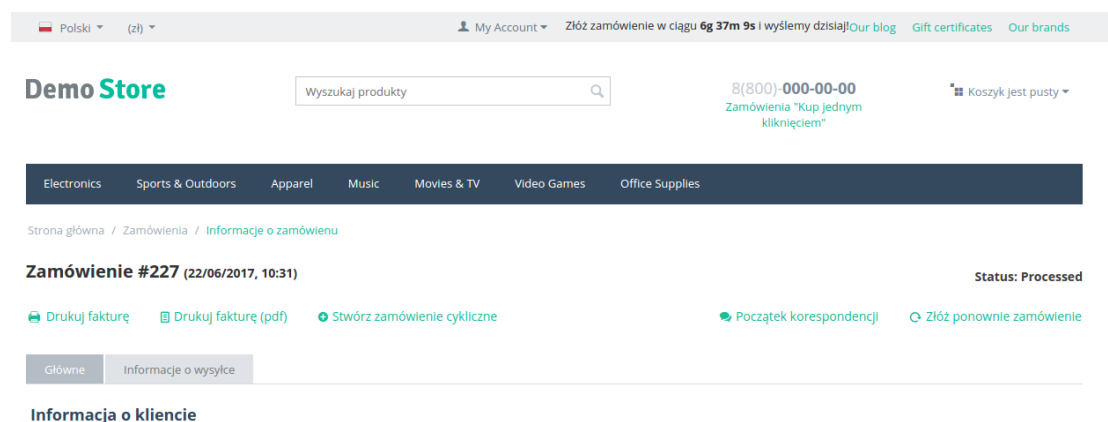 Polski (zł) My Account Złóż zamówienie w ciągu 6g 37m 9s i wyślemy dzisiaj!Our blog Gift certificates Our brands
Demo Store Wyszukaj produkty 8(800)-000-00-00 Koszyk jest pusty
Zamówienia "Kup jednym
kliknięciem"
Electronics Sports & Outdoors Apparel Music Movies & TV Video Games Office Supplies
Strona główna / Zamówienia / Informacje o zamówienu
Zamówienie #227 (22/06/2017, 10:31)
Status: Processed
Drukuj fakturę Drukuj fakturę (pdf) Stwórz zamówienie cykliczne Początek korespondencji Złóż ponownie zamówienie
Główne Informacje o wysyłce
Informacja o kliencie